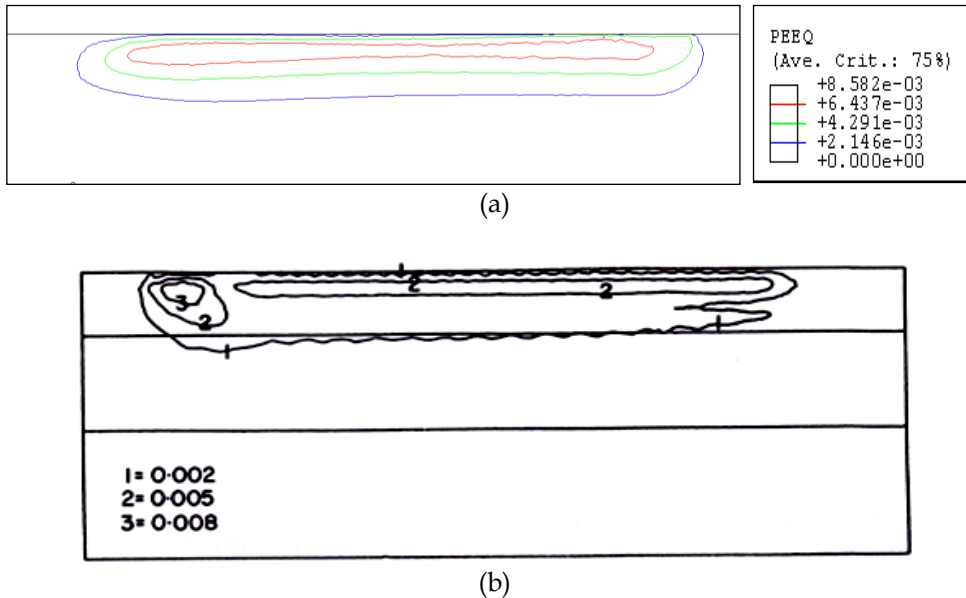 PEEQ
(Ave. Crit.: 75%)
+8.582e-03
+6.437e-03
+4.291e-03
+2.146e-03
+0.000e+00
(a)
1
2
2
3
2
1
1
1= 0·002
2= 0·005
3= 0·008
(b)